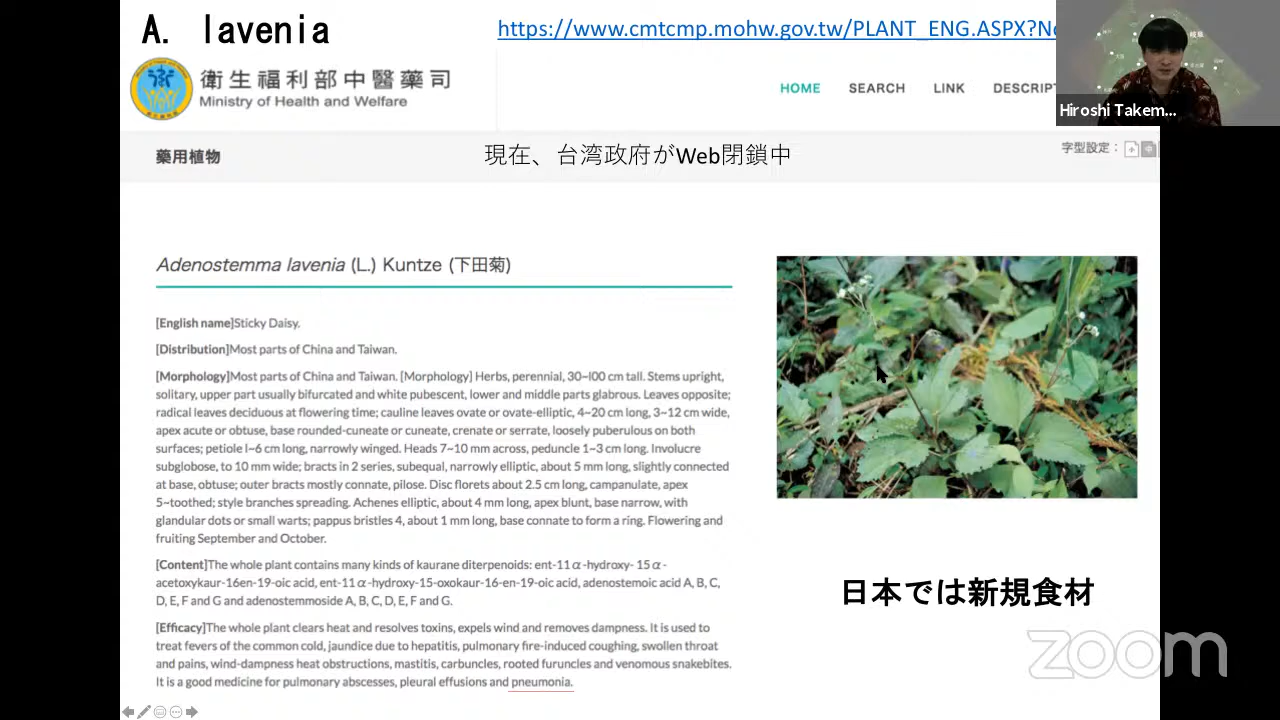 A. lavenia
https://www.cmtcmp.mohw.gov.tw/PLANT_ENG.ASPX?No
Hiroshi Takem...
衛生福利部中醫藥司
Ministry of Health and Welfare
HOME SEARCH LINK DESCRIPT
藥用植物
現在、台湾政府がWeb閉鎖中
字型設定：
Adenostemma lavenia (L.) Kuntze (下田菊)
[English name]Sticky Daisy.
[Distribution]Most parts of China and Taiwan.
[Morphology]Most parts of China and Taiwan. [Morphology] Herbs, perennial, 30~l00 cm tall. Stems upright,
solitary, upper part usually bifurcated and white pubescent, lower and middle parts glabrous. Leaves opposite;
radical leaves deciduous at flowering time; cauline leaves ovate or ovate-elliptic, 4~20 cm long, 3~12 cm wide,
apex acute or obtuse, base rounded-cuneate or cuneate, crenate or serrate, loosely puberulous on both
surfaces; petiole l~6 cm long, narrowly winged. Heads 7~10 mm across, peduncle 1~3 cm long. Involucre
subglobose, to 10 mm wide; bracts in 2 series, subequal, narrowly elliptic, about 5 mm long, slightly connected
at base, obtuse; outer bracts mostly connate, pilose. Disc florets about 2.5 cm long, campanulate, apex
5~toothed; style branches spreading. Achenes elliptic, about 4 mm long, apex blunt, base narrow, with
glandular dots or small warts; pappus bristles 4, about 1 mm long, base connate to form a ring. Flowering and
fruiting September and October.
[Content]The whole plant contains many kinds of kaurane diterpenoids: ent-11α-hydroxy- 15α-
acetoxykaur-16en-19-oic acid, ent-11α-hydroxy-15-oxokaur-16-en-19-oic acid, adenostemoic acid A, B, C,
D, E, F and G and adenostemmoside A, B, C, D, E, F and G.
[Efficacy]The whole plant clears heat and resolves toxins, expels wind and removes dampness. It is used to
treat fevers of the common cold, jaundice due to hepatitis, pulmonary fire-induced coughing, swollen throat
and pains, wind-dampness heat obstructions, mastitis, carbuncles, rooted furuncles and venomous snakebites.
It is a good medicine for pulmonary abscesses, pleural effusions and pneumonia.
日本では新規食材
zoom